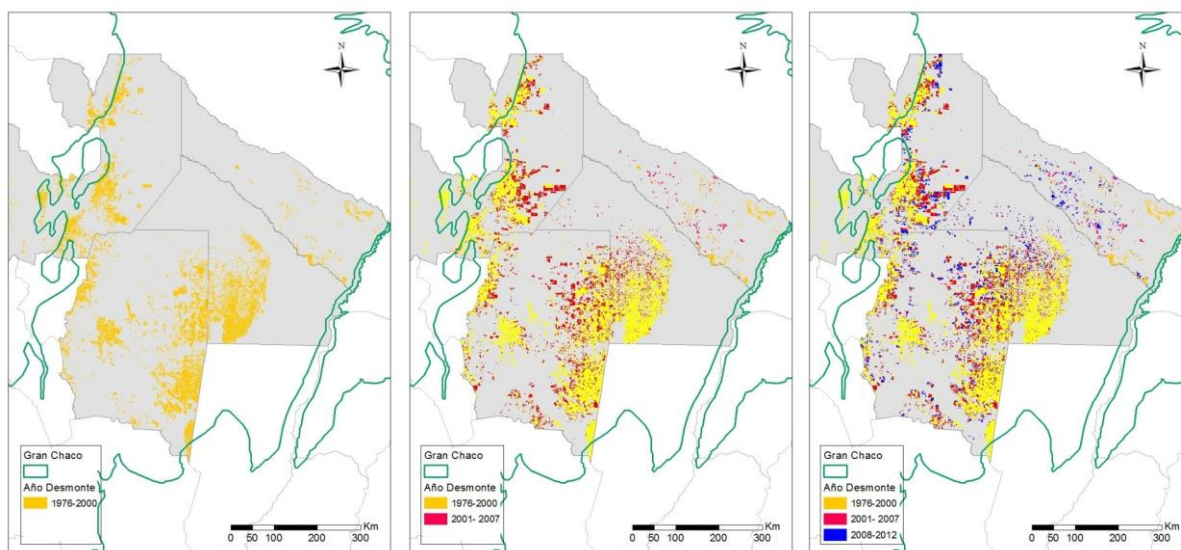 N
Gran Chaco
Año Desmonte
1976-2000
Km
0 50 100 200 300
N
Gran Chaco
Año Desmonte
1976-2000
2001- 2007
Km
0 50 100 200 300
N
Gran Chaco
Año Desmonte
1976-2000
2001- 2007
2008-2012
Km
0 50 100 200 300